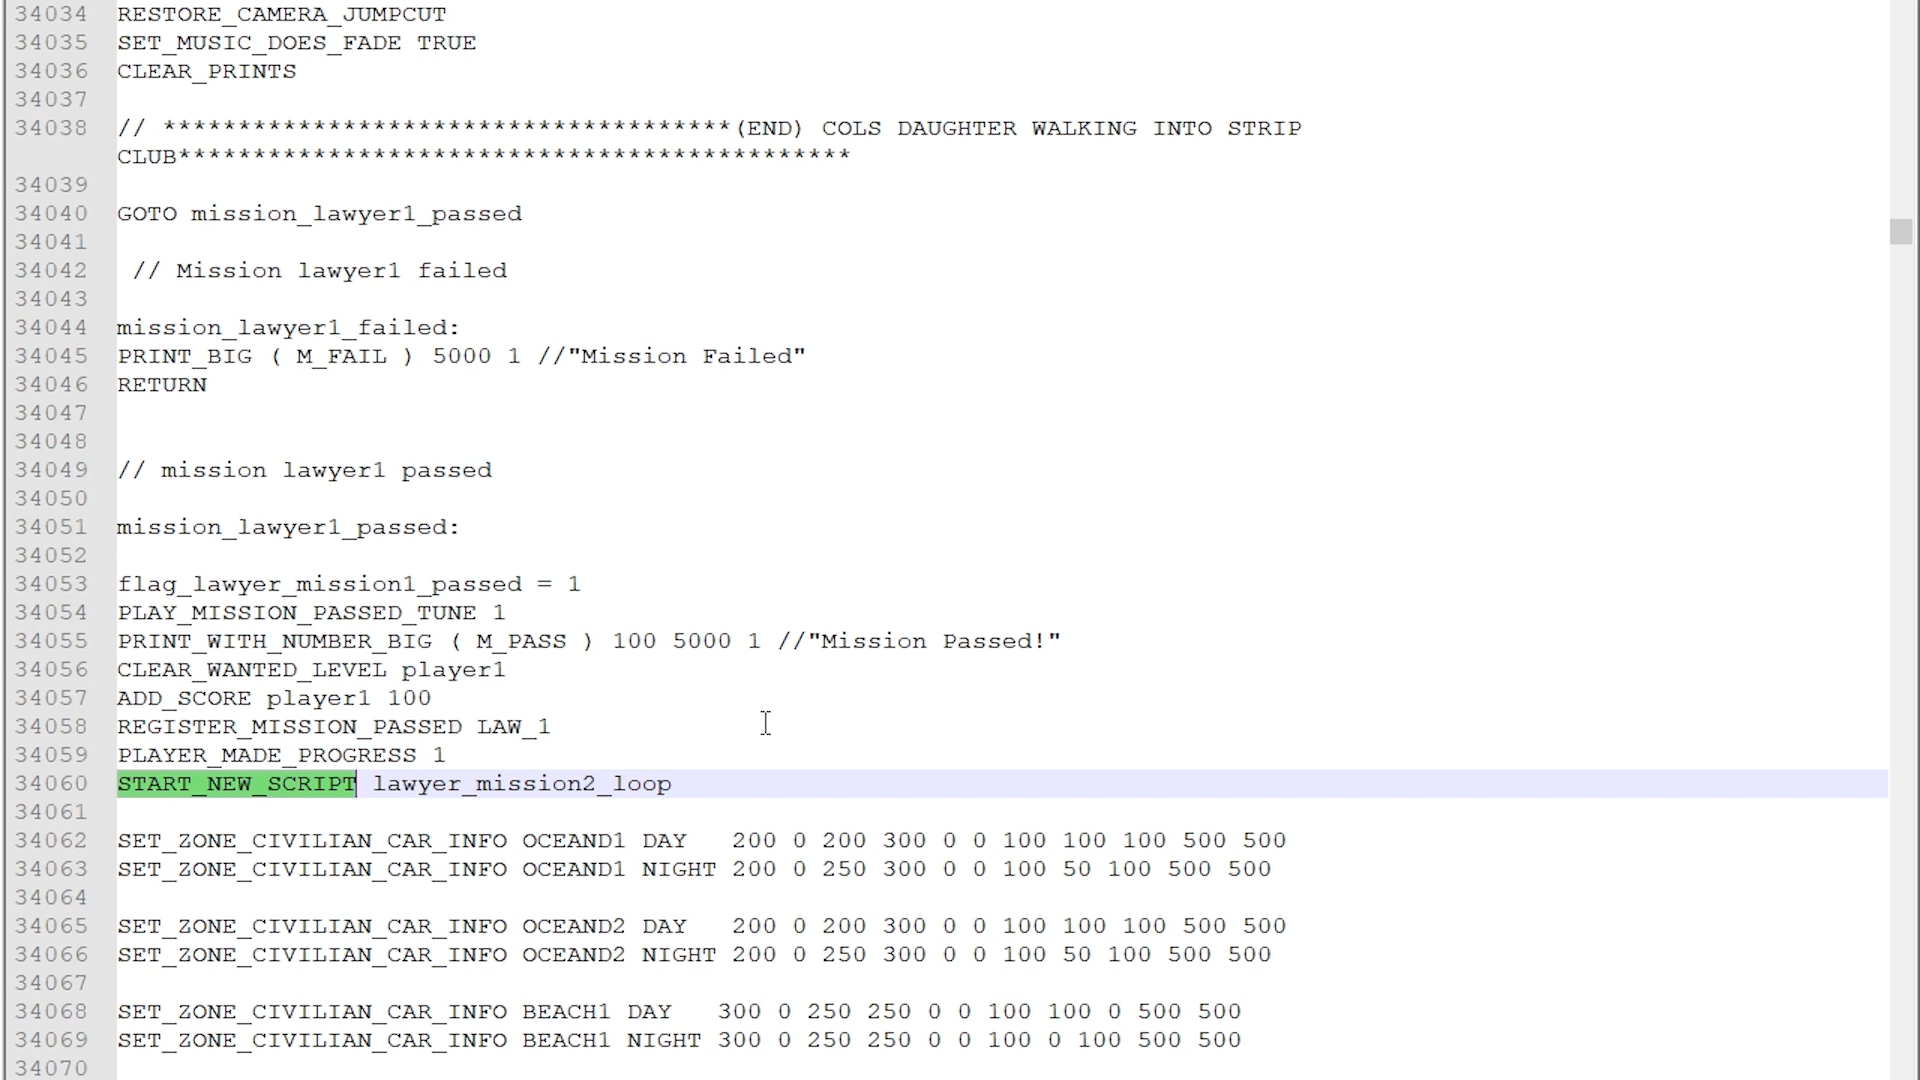 34034 RESTORE_CAMERA_JUMPCUT
34035 SET_MUSIC_DOES_FADE TRUE
34036 CLEAR_PRINTS
34037
34038 // **************************************(END) COLS DAUGHTER WALKING INTO STRIP
CLUB*********************************************
34039
34040 GOTO mission_lawyer1_passed
34041
34042 // Mission lawyer1 failed
34043
34044 mission_lawyer1_failed:
34045 PRINT_BIG ( M_FAIL ) 5000 1 //"Mission Failed"
34046 RETURN
34047
34048
34049 // mission lawyer1 passed
34050
34051 mission_lawyer1_passed:
34052
34053 flag_lawyer_mission1_passed = 1
34054 PLAY_MISSION_PASSED_TUNE 1
34055 PRINT_WITH_NUMBER_BIG ( M_PASS ) 100 5000 1 //"Mission Passed!"
34056 CLEAR_WANTED_LEVEL player1
34057 ADD_SCORE player1 100
34058 REGISTER_MISSION_PASSED LAW_1
34059 PLAYER_MADE_PROGRESS 1
34060 START_NEW_SCRIPT lawyer_mission2_loop
34061
34062 SET_ZONE_CIVILIAN_CAR_INFO OCEAND1 DAY   200 0 200 300 0 0 100 100 100 500 500
34063 SET_ZONE_CIVILIAN_CAR_INFO OCEAND1 NIGHT 200 0 250 300 0 0 100 50 100 500 500
34064
34065 SET_ZONE_CIVILIAN_CAR_INFO OCEAND2 DAY   200 0 200 300 0 0 100 100 100 500 500
34066 SET_ZONE_CIVILIAN_CAR_INFO OCEAND2 NIGHT 200 0 250 300 0 0 100 50 100 500 500
34067
34068 SET_ZONE_CIVILIAN_CAR_INFO BEACH1 DAY   300 0 250 250 0 0 100 100 0 500 500
34069 SET_ZONE_CIVILIAN_CAR_INFO BEACH1 NIGHT 300 0 250 250 0 0 100 0 100 500 500
34070